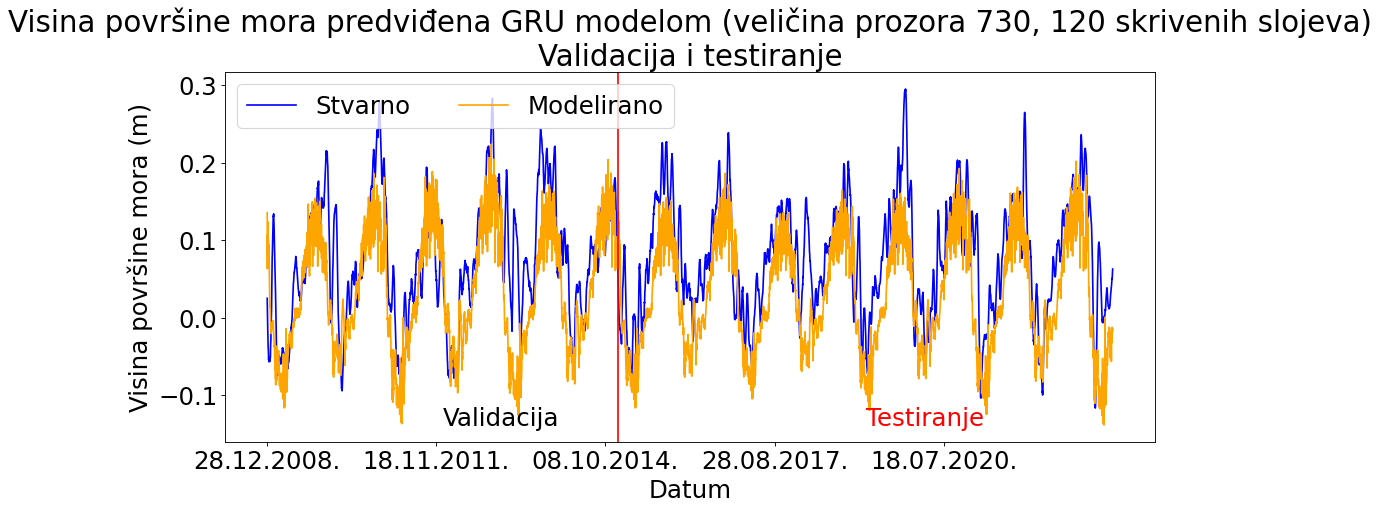 Visina površine mora predviđena GRU modelom (veličina prozora 730, 120 skrivenih slojeva)
Validacija i testiranje
Stvarno
Modelirano
Visina površine mora (m)
0.3
0.2
0.1
0.0
−0.1
Validacija
Testiranje
28.12.2008.
18.11.2011.
08.10.2014.
28.08.2017.
18.07.2020.
Datum